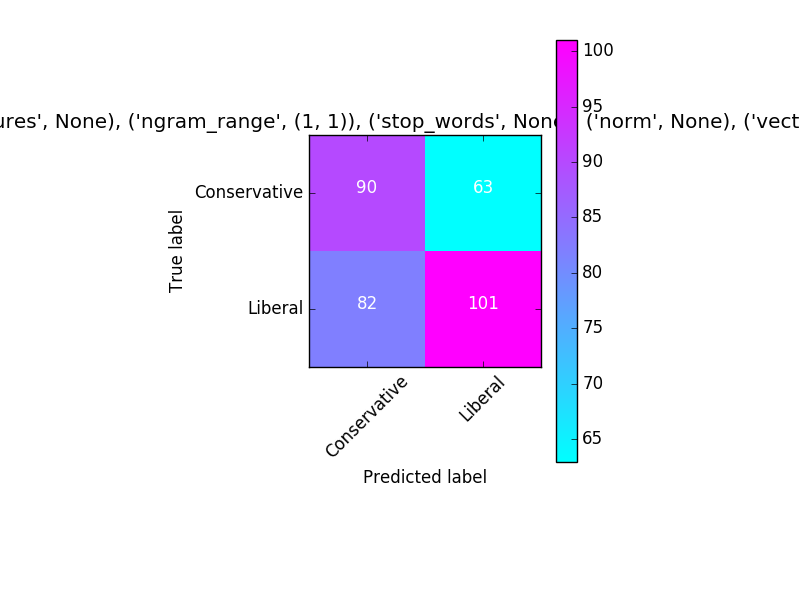 ures', None), ('ngram_range', (1, 1)), ('stop_words', None), ('norm', None), ('vect
Conservative
90
63
Liberal
82
101
True label
Conservative
Liberal
Predicted label
100
95
90
85
80
75
70
65